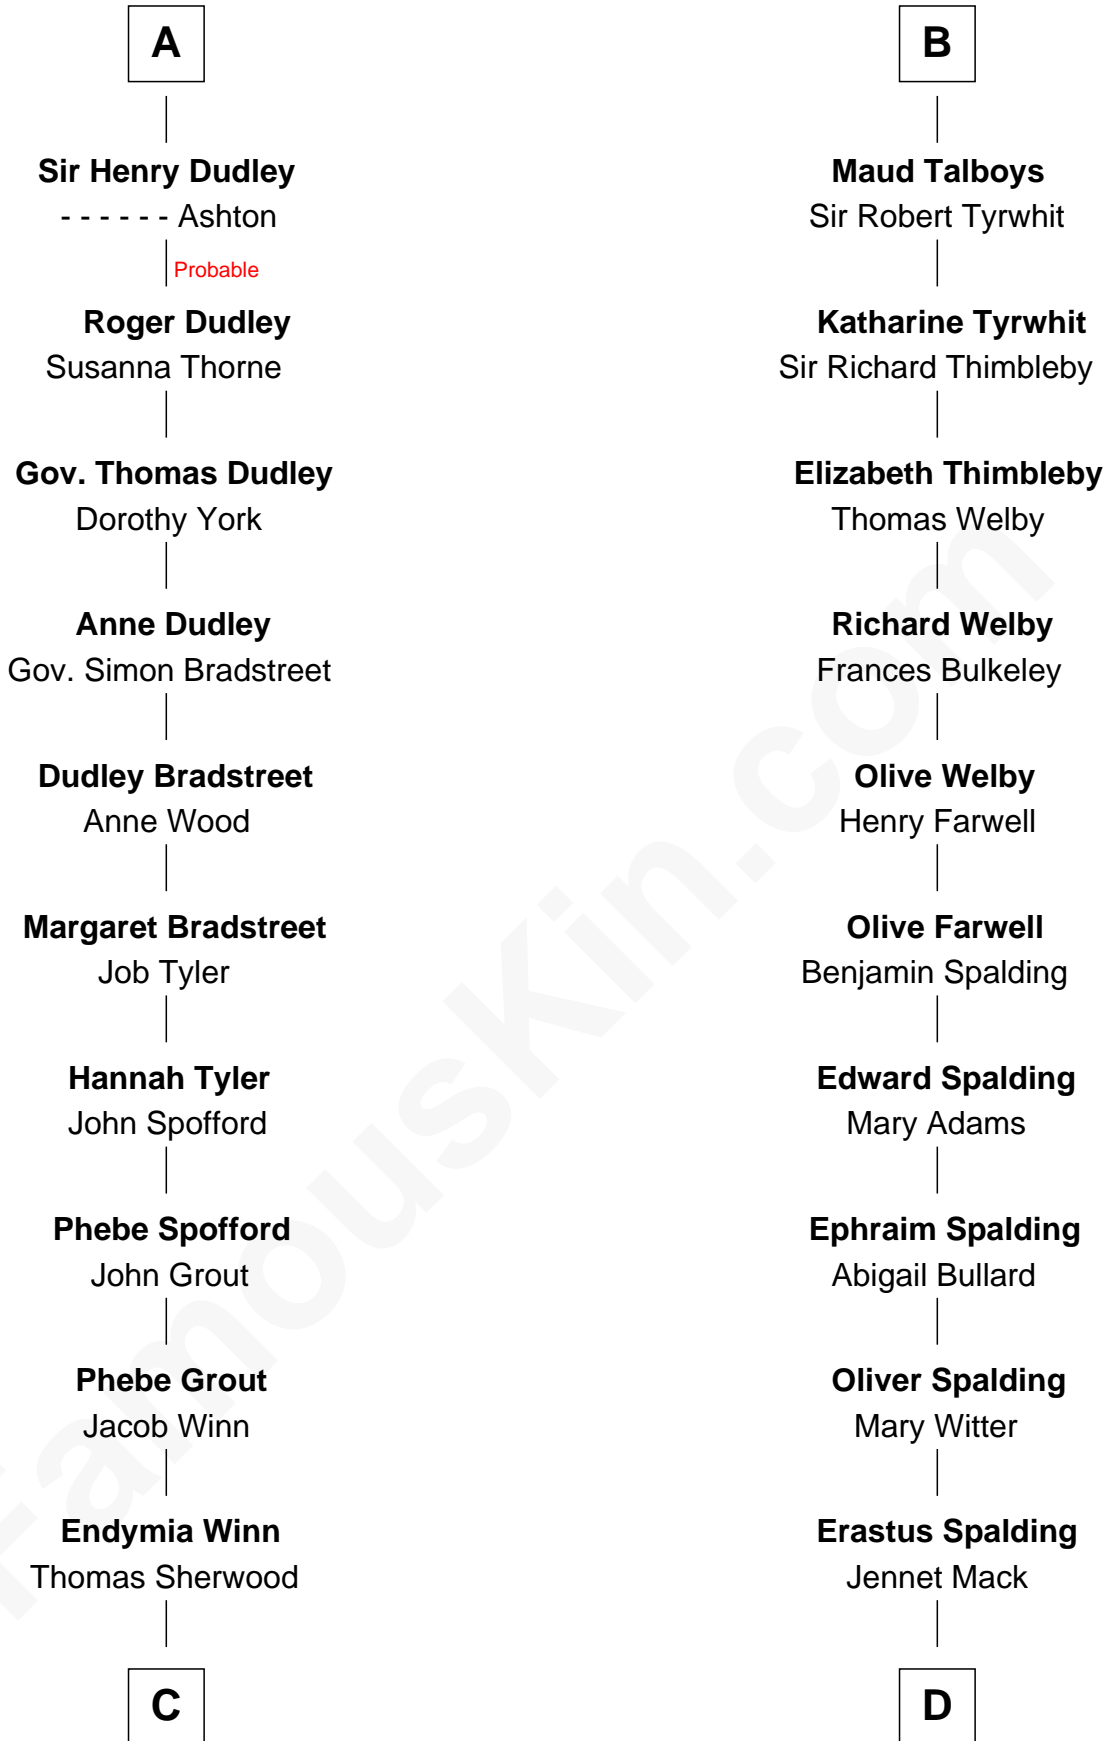 A
Sir Henry Dudley
- - - - - - Ashton
Probable
Roger Dudley
Susanna Thorne
Gov. Thomas Dudley
Dorothy York
Anne Dudley
Gov. Simon Bradstreet
Dudley Bradstreet
Anne Wood
Margaret Bradstreet
Job Tyler
Hannah Tyler
John Spofford
Phebe Spofford
John Grout
Phebe Grout
Jacob Winn
Endymia Winn
Thomas Sherwood
C
B
Maud Talboys
Sir Robert Tyrwhit
Katharine Tyrwhit
Sir Richard Thimbleby
Elizabeth Thimbleby
Thomas Welby
Richard Welby
Frances Bulkeley
Olive Welby
Henry Farwell
Olive Farwell
Benjamin Spalding
Edward Spalding
Mary Adams
Ephraim Spalding
Abigail Bullard
Oliver Spalding
Mary Witter
Erastus Spalding
Jennet Mack
D
FamousKin.com